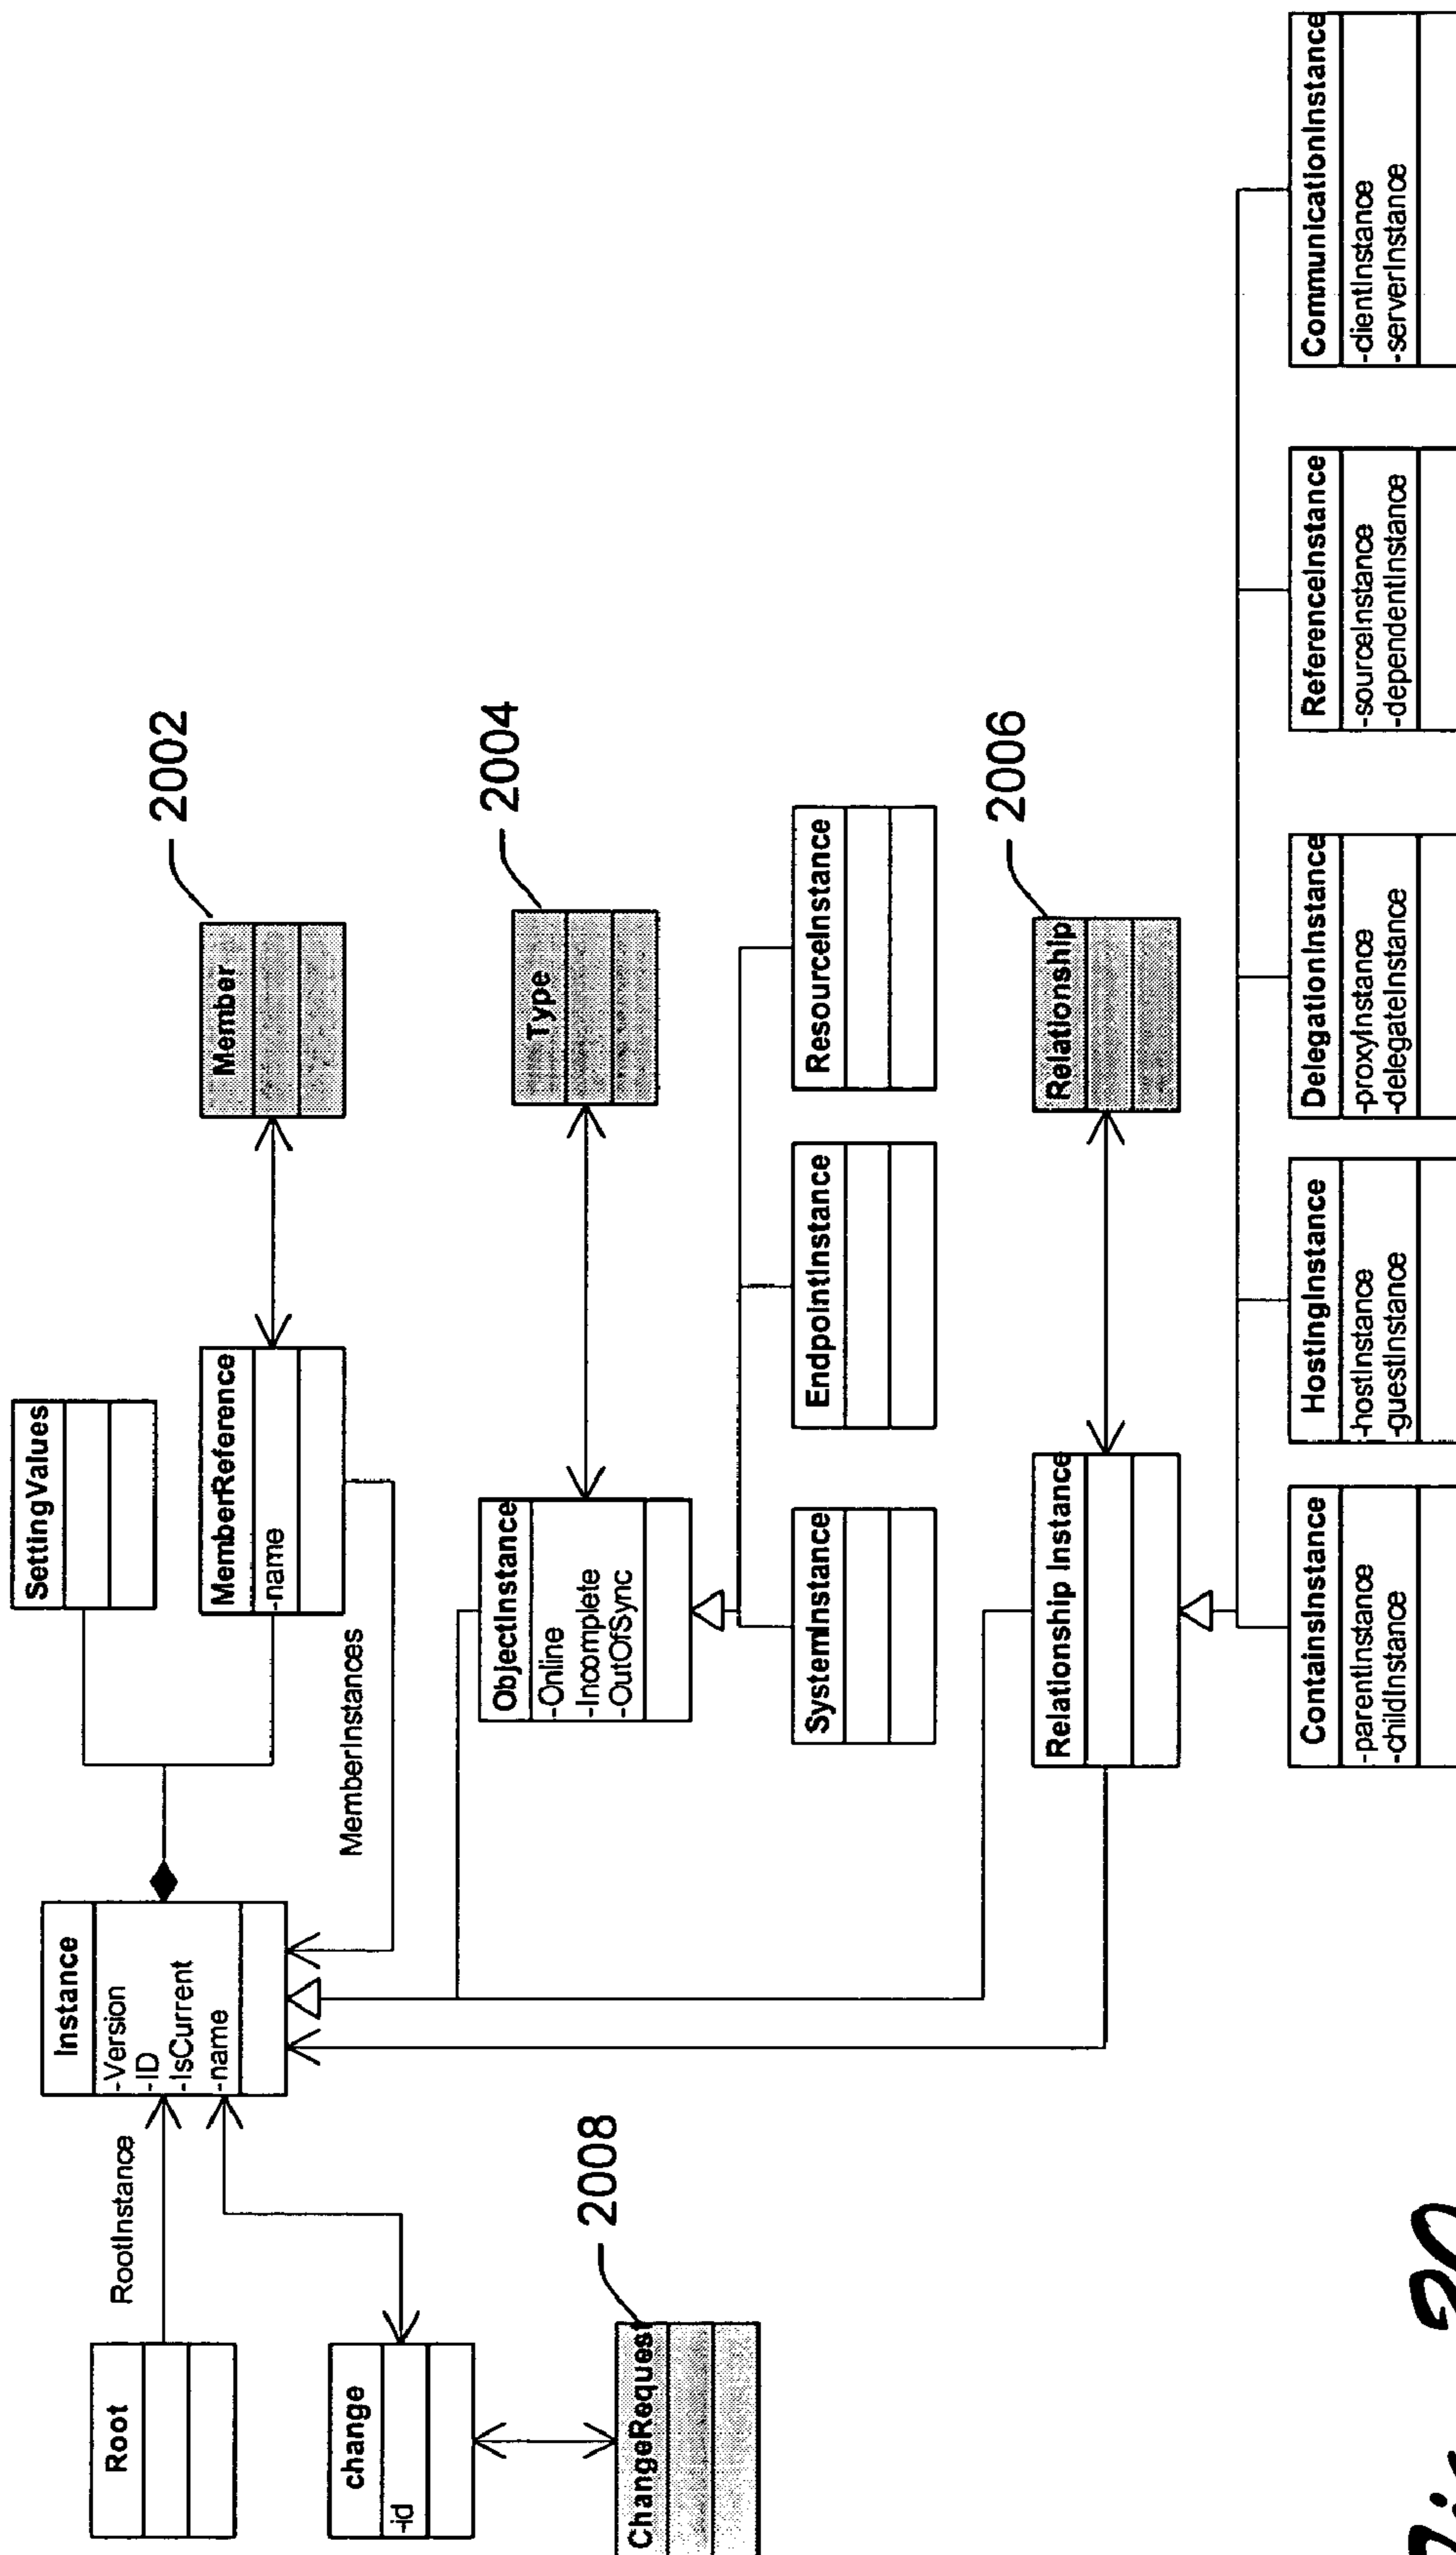 Root
RootInstance
Instance
-Version
-ID
-IsCurrent
-name
SettingValues
MemberReference
-name
MemberInstances
Member
2002
change
-id
ChangeRequest
2008
ObjectInstance
-Online
-Incomplete
-OutOfSync
Type
2004
SystemInstance
EndpointInstance
ResourceInstance
Relationship Instance
Relationship
2006
ContainsInstance
-parentInstance
-childInstance
HostingInstance
-hostInstance
-guestInstance
DelegationInstance
-proxyInstance
-delegateInstance
ReferenceInstance
-sourceInstance
-dependentInstance
CommunicationInstance
-clientInstance
-serverInstance